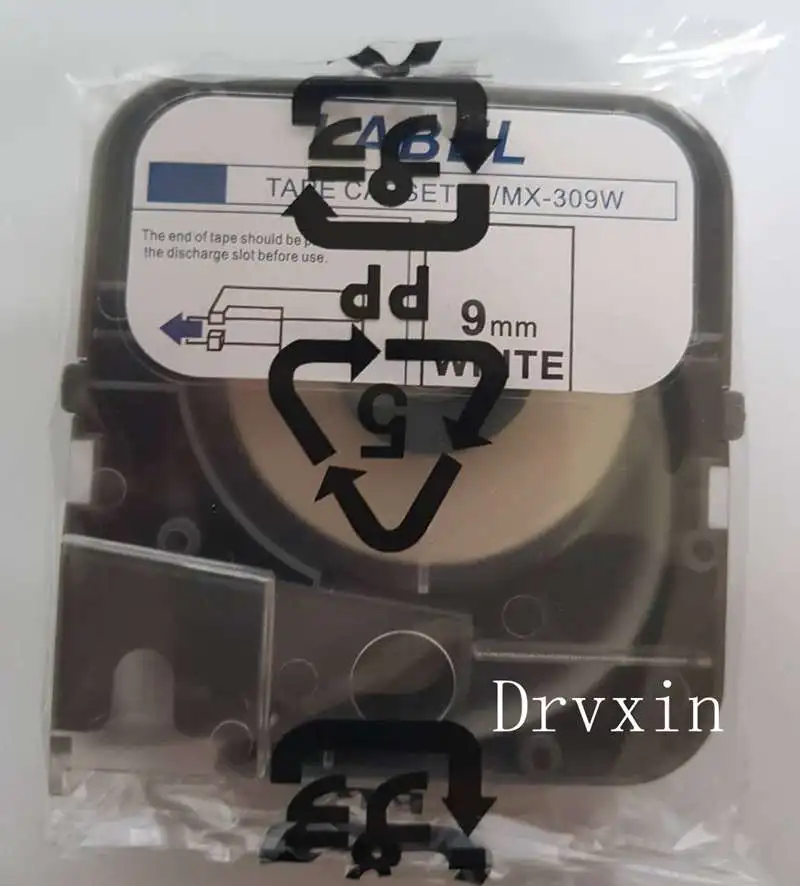 LABEL
TAPE CASSETTE/MX-309W
The end of tape should be
the discharge slot before use.
PP
9mm
WHITE
5
Drvxin